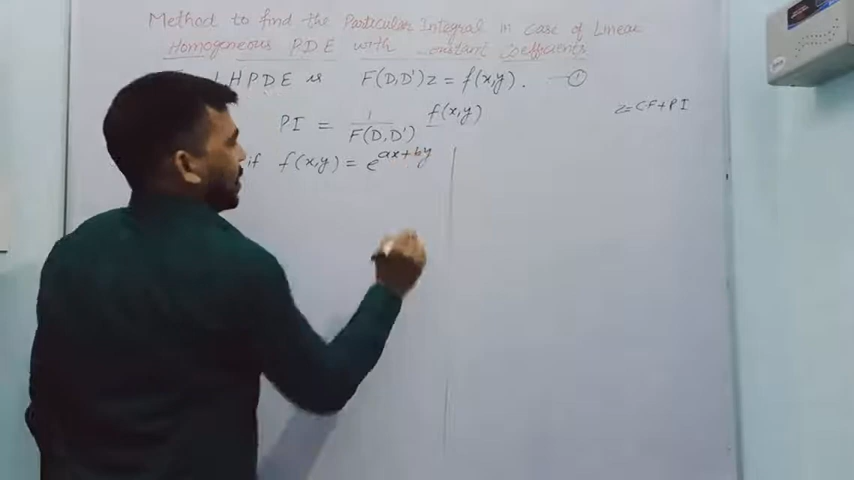 Method to find the Particular Integral in case of Linear
Homogeneous PDE with constant Coefficients
LHPDE is F(D,D')z = f(x,y). — ①
PI = 1/F(D,D') f(x,y)
z = CF + PI
if f(x,y) = e^{ax+by}